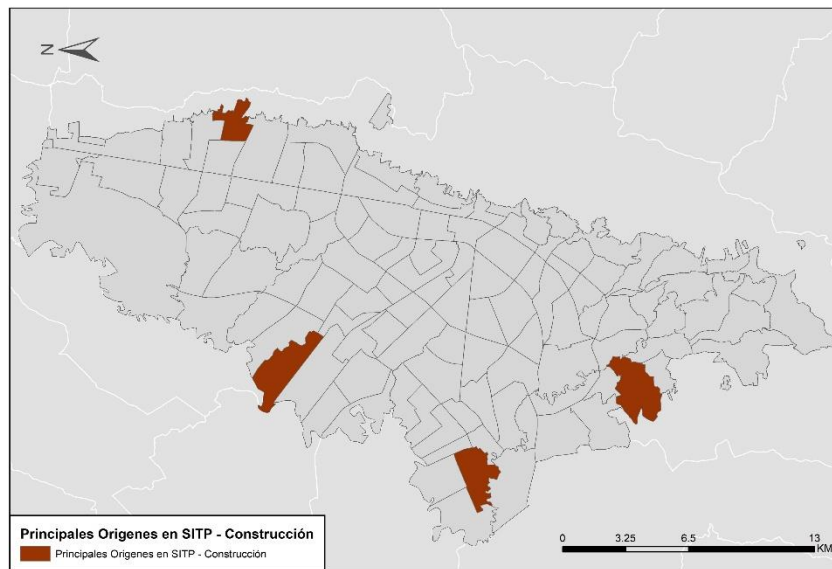 N
Principales Origenes en SITP - Construcción
Principales Origenes en SITP - Construcción
0 3.25 6.5 13
KM